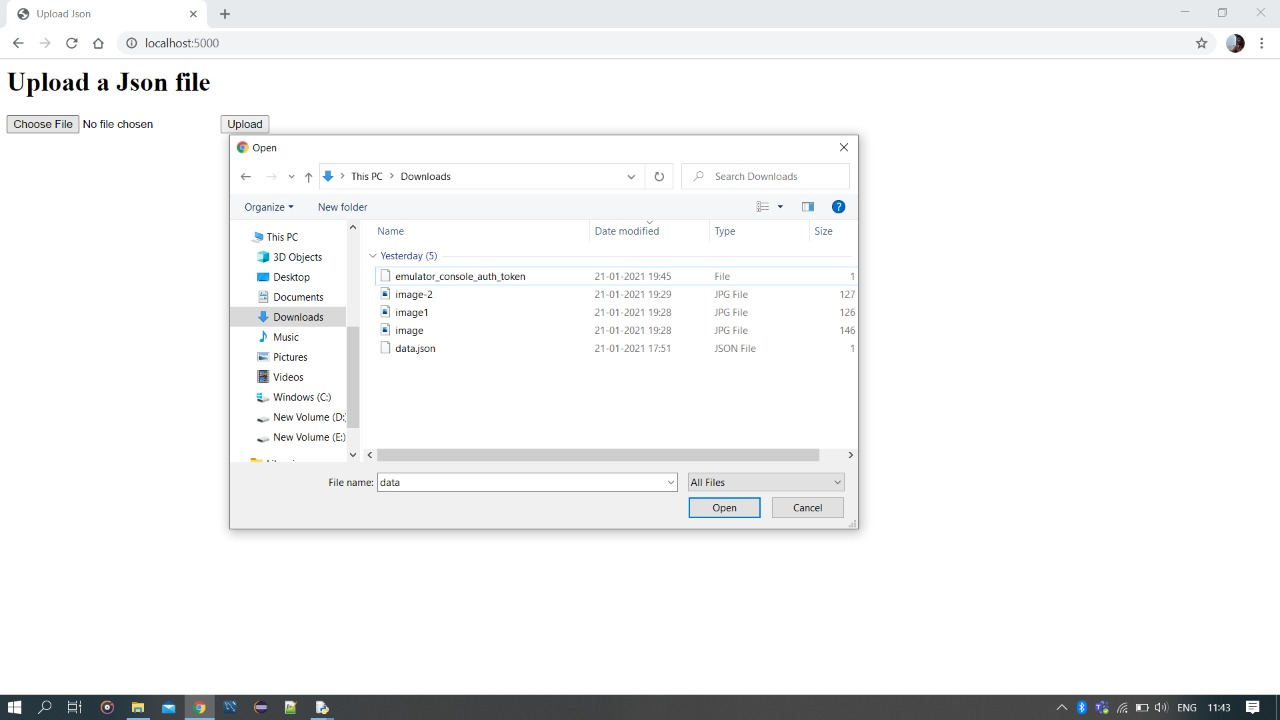 Upload Json
localhost:5000
Upload a Json file
Choose File No file chosen Upload
Open
This PC Downloads
Search Downloads
Organize New folder
Name Date modified Type Size
Yesterday (5)
emulator_console_auth_token 21-01-2021 19:45 File 1
image-2 21-01-2021 19:29 JPG File 127
image1 21-01-2021 19:28 JPG File 126
image 21-01-2021 19:28 JPG File 146
data.json 21-01-2021 17:51 JSON File 1
This PC
3D Objects
Desktop
Documents
Downloads
Music
Pictures
Videos
Windows (C:)
New Volume (D:
New Volume (E:)
File name: data All Files
Open Cancel
ENG 11:43